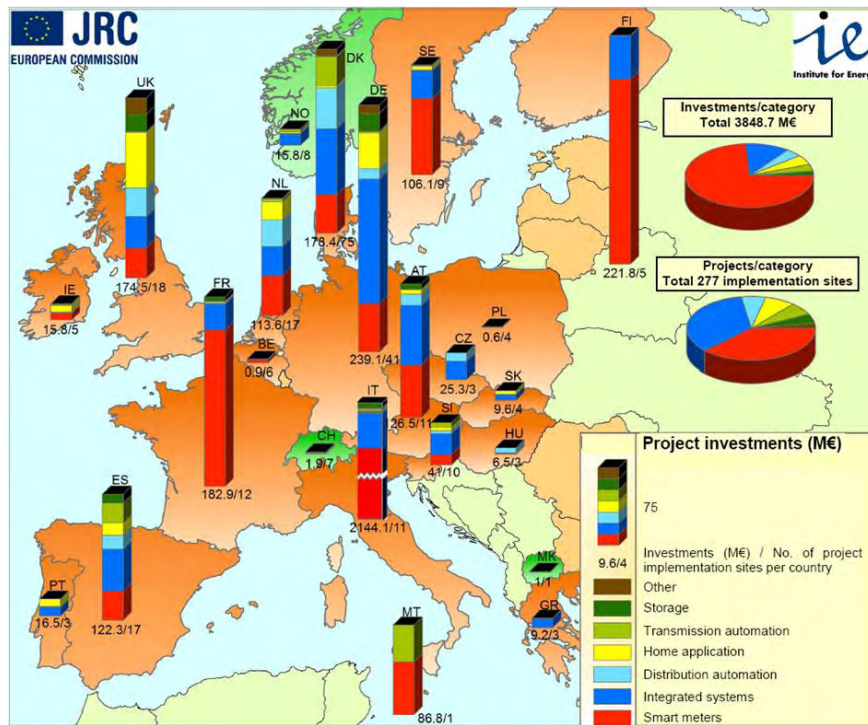 JRC
EUROPEAN COMMISSION
ie
Institute for Energy
Investments/category
Total 3848.7 M€
Projects/category
Total 277 implementation sites
UK
174.5/18
IE
15.8/5
NO
15.8/8
DK
178.4/75
DE
239.1/41
SE
106.1/9
FI
221.8/5
NL
113.6/17
FR
182.9/12
BE
0.9/6
AT
126.5/11
PL
0.6/4
CZ
25.3/3
SK
9.6/4
IT
2144.1/11
CH
1.9/7
SI
41/10
HU
6.5/3
ES
122.3/17
PT
16.5/3
MT
86.8/1
MK
1/1
GR
9.2/3
Project investments (M€)
75
9.6/4
Investments (M€) / No. of project
implementation sites per country
Other
Storage
Transmission automation
Home application
Distribution automation
Integrated systems
Smart meters